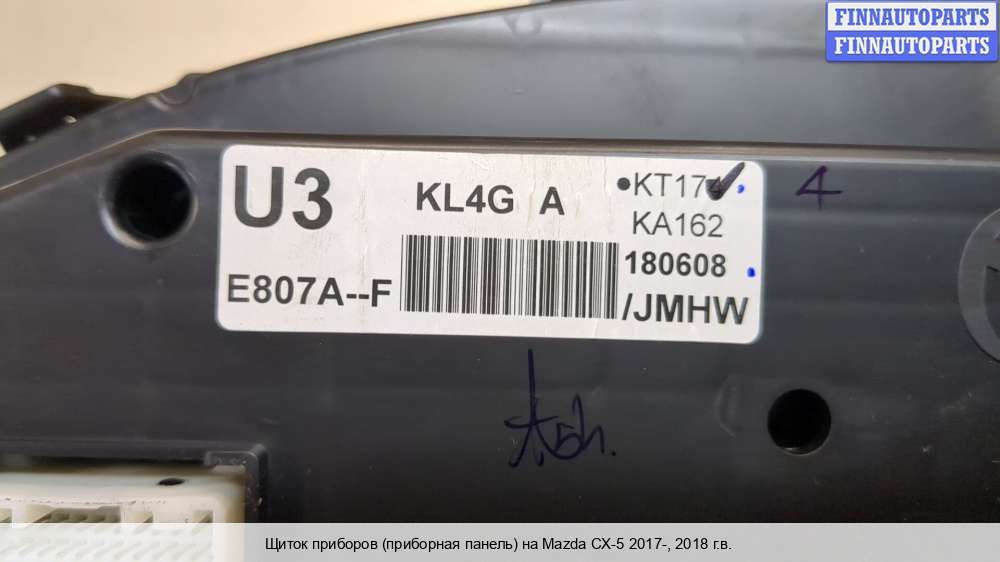 FINNAUTOPARTS
FINNAUTOPARTS
U3
KL4G A
•KT174
KA162
180608
E807A--F
/JMHW
4
Щиток приборов (приборная панель) на Mazda CX-5 2017-, 2018 г.в.